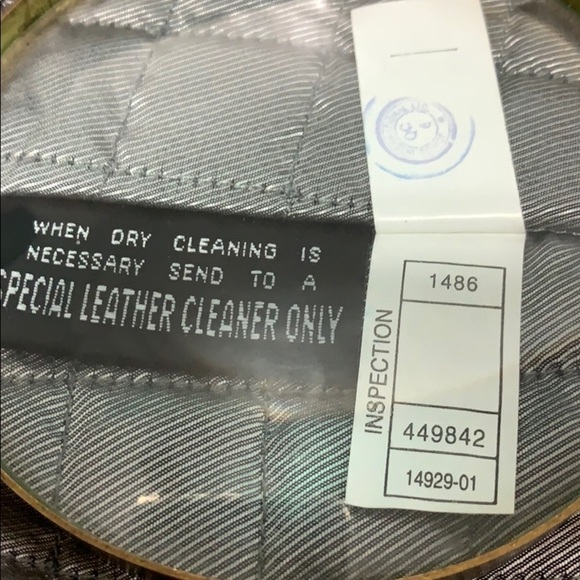 WHEN DRY CLEANING IS
NECESSARY SEND TO A
SPECIAL LEATHER CLEANER ONLY
INSPECTION
1486
449842
14929-01